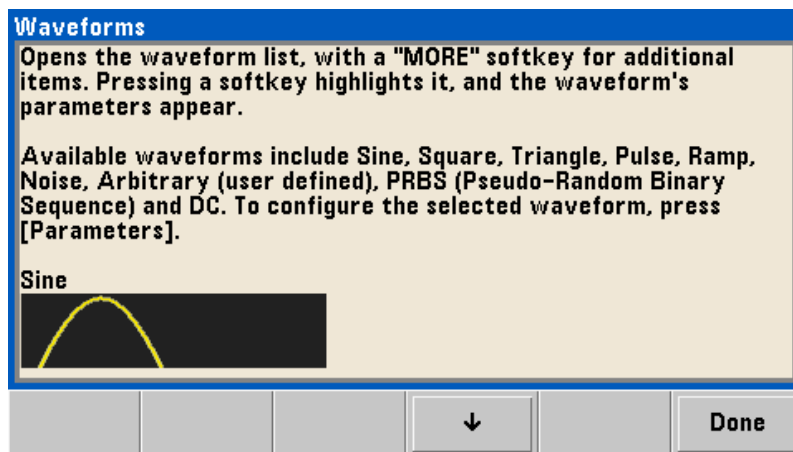 Waveforms
Opens the waveform list, with a "MORE" softkey for additional
items. Pressing a softkey highlights it, and the waveform's
parameters appear.
Available waveforms include Sine, Square, Triangle, Pulse, Ramp,
Noise, Arbitrary (user defined), PRBS (Pseudo-Random Binary
Sequence) and DC. To configure the selected waveform, press
[Parameters].
Sine
↓
Done